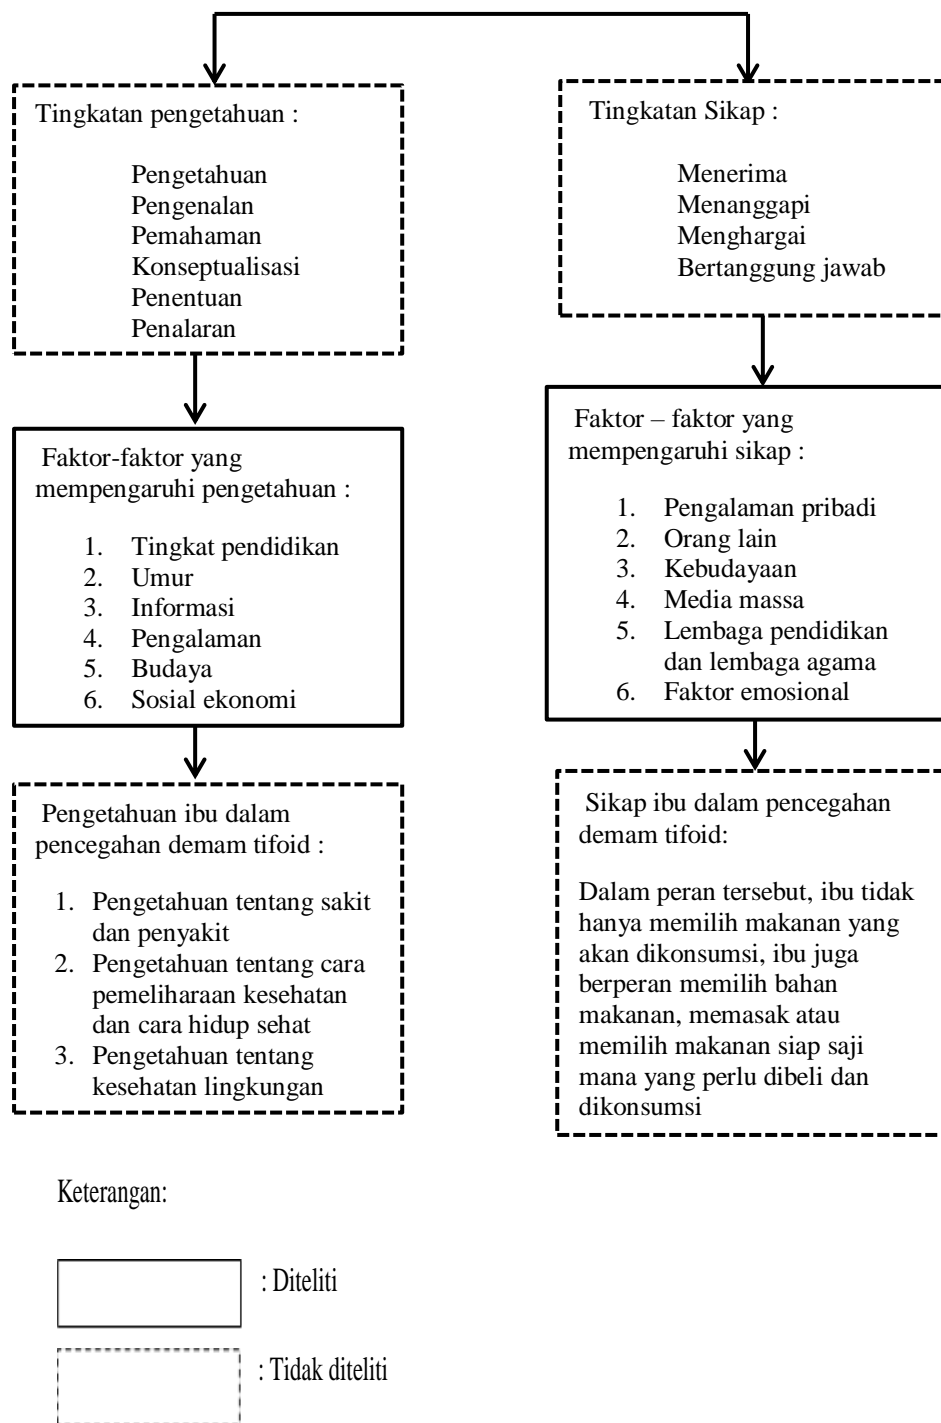 Tingkatan pengetahuan :
Pengetahuan
Pengenalan
Pemahaman
Konseptualisasi
Penentuan
Penalaran
Faktor-faktor yang
mempengaruhi pengetahuan :
1. Tingkat pendidikan
2. Umur
3. Informasi
4. Pengalaman
5. Budaya
6. Sosial ekonomi
Pengetahuan ibu dalam
pencegahan demam tifoid :
1. Pengetahuan tentang sakit
dan penyakit
2. Pengetahuan tentang cara
pemeliharaan kesehatan
dan cara hidup sehat
3. Pengetahuan tentang
kesehatan lingkungan
Tingkatan Sikap :
Menerima
Menanggapi
Menghargai
Bertanggung jawab
Faktor – faktor yang
mempengaruhi sikap :
1. Pengalaman pribadi
2. Orang lain
3. Kebudayaan
4. Media massa
5. Lembaga pendidikan
dan lembaga agama
6. Faktor emosional
Sikap ibu dalam pencegahan
demam tifoid:
Dalam peran tersebut, ibu tidak
hanya memilih makanan yang
akan dikonsumsi, ibu juga
berperan memilih bahan
makanan, memasak atau
memilih makanan siap saji
mana yang perlu dibeli dan
dikonsumsi
Keterangan:
: Diteliti
: Tidak diteliti